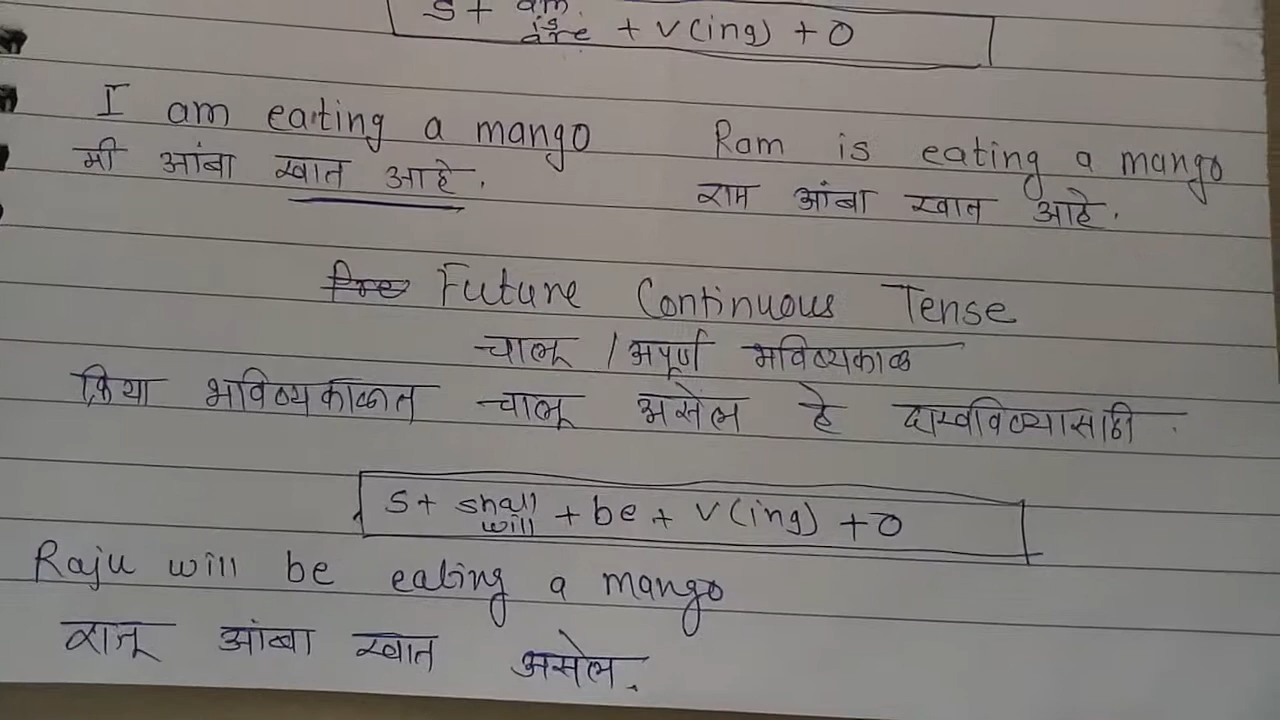 S + am is are + V(ing) + O
I am eating a mango
मी आंबा खात आहे.
Ram is eating a mango
राम आंबा खात आहे.
Future Continuous Tense
चालू / अपूर्ण भविष्यकाळ
क्रिया भविष्यकाळात चालू असेल हे दाखविण्यासाठी.
S + shall will + be + V(ing) + O
Raju will be eating a mango
राजू आंबा खात असेल.